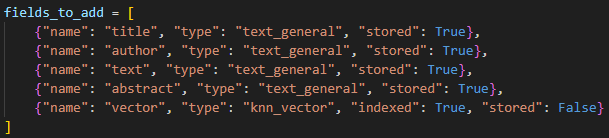 fields_to_add = [
    {"name": "title", "type": "text_general", "stored": True},
    {"name": "author", "type": "text_general", "stored": True},
    {"name": "text", "type": "text_general", "stored": True},
    {"name": "abstract", "type": "text_general", "stored": True},
    {"name": "vector", "type": "knn_vector", "indexed": True, "stored": False}
]